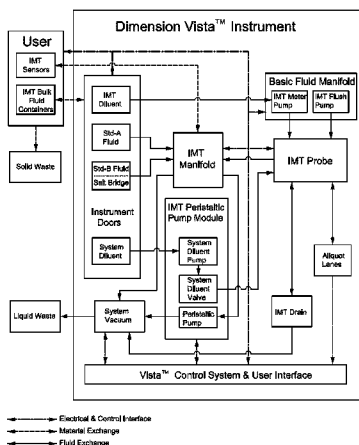 Dimension Vista™ Instrument
User
IMT
Sensors
IMT Bulk
Fluid
Containers
Solid Waste
IMT
Diluent
Std-A
Fluid
Std-B Fluid
Salt Bridge
Instrument
Doors
System
Diluent
IMT
Manifold
Basic Fluid Manifold
IMT Meter
Pump
IMT Flush
Pump
IMT Probe
IMT Peristaltic
Pump Module
System
Diluent
Pump
System
Diluent
Valve
Peristaltic
Pump
Aliquot
Lanes
IMT Drain
Liquid Waste
System
Vacuum
Vista™ Control System & User Interface
Electrical & Control Interface
Material Exchange
Fluid Exchange